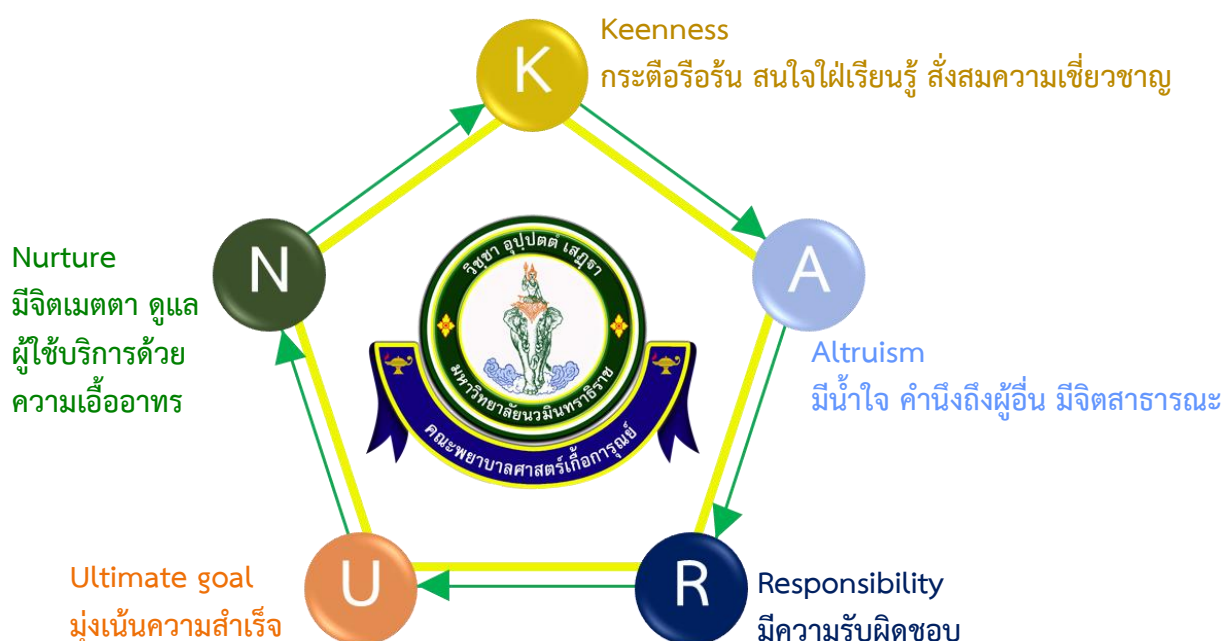 K
Keenness
กระตือรือร้น สนใจใฝ่เรียนรู้ สั่งสมความเชี่ยวชาญ
N
A
Nurture
มีจิตเมตตา ดูแล
ผู้ใช้บริการด้วย
ความเอื้ออาทร
วิชฺชา อุปฺปตตํ เสฏฺฐา
มหาวิทยาลัยนวมินทราธิราช
คณะพยาบาลศาสตร์เกื้อการุณย์
Altruism
มีน้ำใจ คำนึงถึงผู้อื่น มีจิตสาธารณะ
U
R
Ultimate goal
มุ่งเน้นความสำเร็จ
Responsibility
มีความรับผิดชอบ